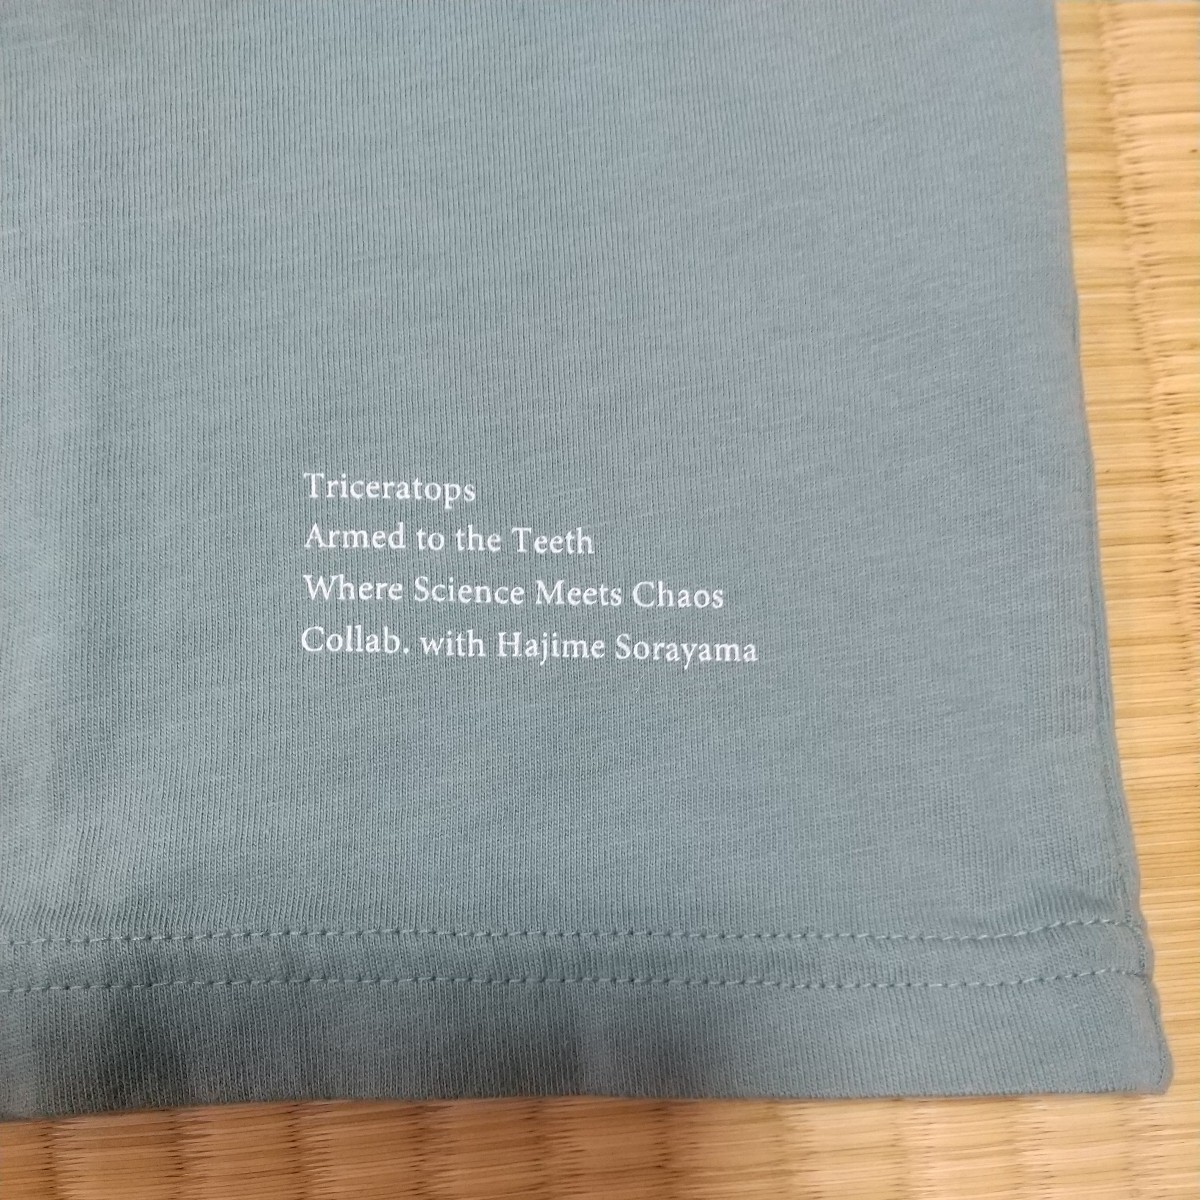 Triceratops
Armed to the Teeth
Where Science Meets Chaos
Collab. with Hajime Sorayama